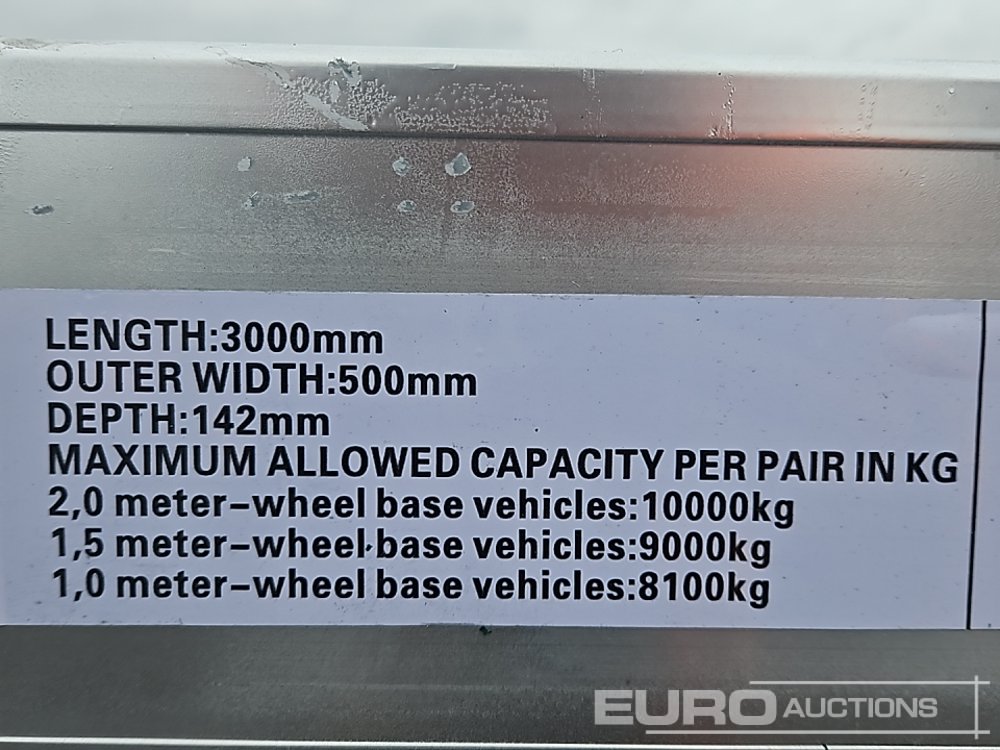 LENGTH:3000mm
OUTER WIDTH:500mm
DEPTH:142mm
MAXIMUM ALLOWED CAPACITY PER PAIR IN KG
2,0 meter-wheel base vehicles:10000kg
1,5 meter-wheel base vehicles:9000kg
1,0 meter-wheel base vehicles:8100kg
EURO AUCTIONS